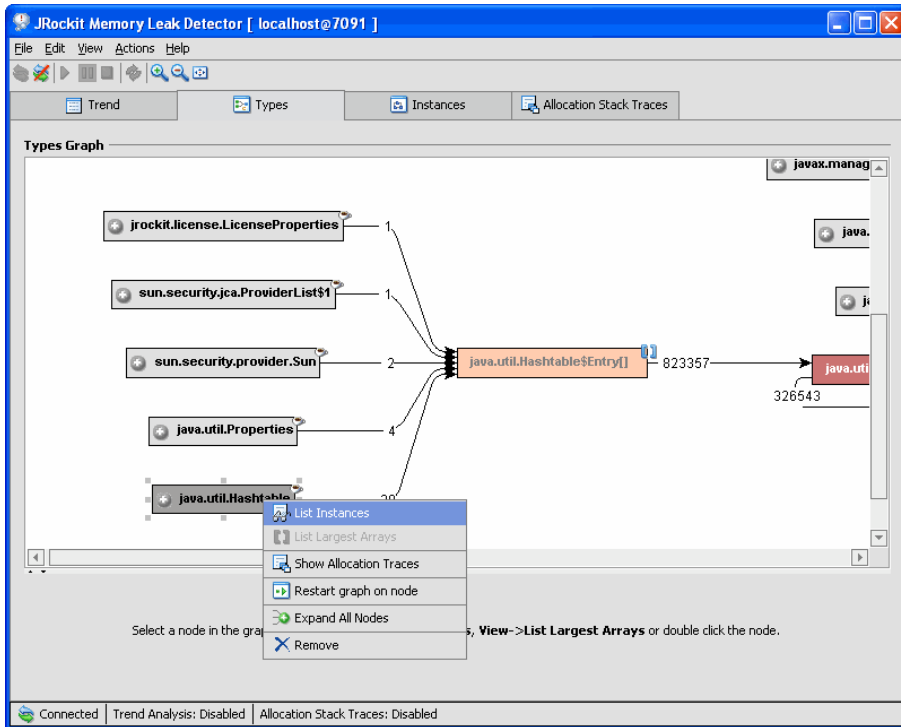 JRockit Memory Leak Detector [ localhost@7091 ]
File Edit View Actions Help
Trend Types Instances Allocation Stack Traces
Types Graph
javax.manag
jrockit.license.LicenseProperties 1
java.
sun.security.jca.ProviderList$1 1
sun.security.provider.Sun 2 java.util.Hashtable$Entry[] 823357 java.uti
326543
java.util.Properties 4
java.util.Hashtable
List Instances
List Largest Arrays
Show Allocation Traces
Restart graph on node
Expand All Nodes
Select a node in the View->List Largest Arrays or double click the node.
Remove
Connected Trend Analysis: Disabled Allocation Stack Traces: Disabled